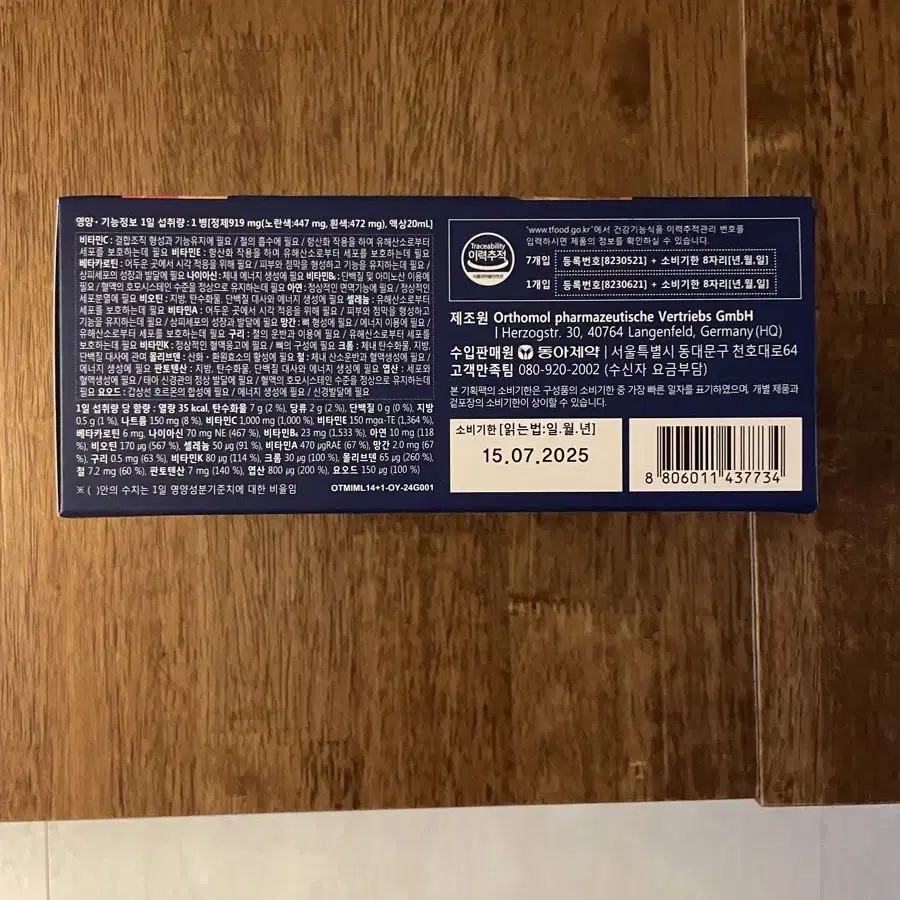 영양·기능정보 1일 섭취량 : 1병[정제919 mg(노란색:447 mg, 흰색:472 mg), 액상20mL]
비타민C : 결합조직 형성과 기능유지에 필요 / 철의 흡수에 필요 / 항산화 작용을 하여 유해산소로부터
세포를 보호하는데 필요 비타민E : 항산화 작용을 하여 유해산소로부터 세포를 보호하는데 필요
베타카로틴 : 어두운 곳에서 시각 적응을 위해 필요 / 피부와 점막을 형성하고 기능을 유지하는데 필요 /
상피세포의 성장과 발달에 필요 나이아신 : 체내 에너지 생성에 필요 비타민B₆ : 단백질 및 아미노산 이용에
필요 / 혈액의 호모시스테인 수준을 정상으로 유지하는데 필요 아연 : 정상적인 면역기능에 필요 / 정상적인
세포분열에 필요 비오틴 : 지방, 탄수화물, 단백질 대사와 에너지 생성에 필요 셀레늄 : 유해산소로부터
세포를 보호하는데 필요 비타민A : 어두운 곳에서 시각 적응을 위해 필요 / 피부와 점막을 형성하고
기능을 유지하는데 필요 / 상피세포의 성장과 발달에 필요 망간 : 뼈 형성에 필요 / 에너지 이용에 필요 /
유해산소로부터 세포를 보호하는데 필요 구리 : 철의 운반과 이용에 필요 / 유해산소로부터 세포를 보호
하는데 필요 비타민K : 정상적인 혈액응고에 필요 / 뼈의 구성에 필요 크롬 : 체내 탄수화물, 지방,
단백질 대사에 관여 몰리브덴 : 산화·환원효소의 활성에 필요 철 : 체내 산소운반과 혈액생성에 필요 /
에너지 생성에 필요 판토텐산 : 지방, 탄수화물, 단백질 대사와 에너지 생성에 필요 엽산 : 세포와
혈액생성에 필요 / 태아 신경관의 정상 발달에 필요 / 혈액의 호모시스테인 수준을 정상으로 유지하는데
필요 요오드 : 갑상선 호르몬의 합성에 필요 / 에너지 생성에 필요 / 신경발달에 필요
1일 섭취량 당 함량 : 열량 35 kcal, 탄수화물 7 g (2 %), 당류 2 g (2 %), 단백질 0 g (0 %), 지방
0.5 g (1 %), 나트륨 150 mg (8 %), 비타민C 1,000 mg (1,000 %), 비타민E 150 mgα-TE (1,364 %),
베타카로틴 6 mg, 나이아신 70 mg NE (467 %), 비타민B₆ 23 mg (1,533 %), 아연 10 mg (118
%), 비오틴 170 μg (567 %), 셀레늄 50 μg (91 %), 비타민A 470 μgRAE (67 %), 망간 2.0 mg (67
%), 구리 0.5 mg (63 %), 비타민K 80 μg (114 %), 크롬 30 μg (100 %), 몰리브덴 65 μg (260 %),
철 7.2 mg (60 %), 판토텐산 7 mg (140 %), 엽산 800 μg (200 %), 요오드 150 μg (100 %)
※ ( )안의 수치는 1일 영양성분기준치에 대한 비율임
OTMIML14+1-OY-24G001
Traceability
이력추적
"www.tfood.go.kr"에서 건강기능식품 이력추적관리 번호를
입력하시면 제품의 정보를 확인하실 수 있습니다.
7개입 등록번호[8230521] + 소비기한 8자리[년,월,일]
1개입 등록번호[8230621] + 소비기한 8자리[년,월,일]
제조원 Orthomol pharmazeutische Vertriebs GmbH
| Herzogstr. 30, 40764 Langenfeld, Germany (HQ)
수입판매원 동아제약 | 서울특별시 동대문구 천호대로64
고객만족팀 080-920-2002 (수신자 요금부담)
본 기획팩의 소비기한은 구성품의 소비기한 중 가장 빠른 일자를 표기하였으며, 개별 제품과
겉포장의 소비기한이 상이할 수 있습니다.
소비기한 [읽는법:일.월.년]
15.07.2025
8 806011 437734